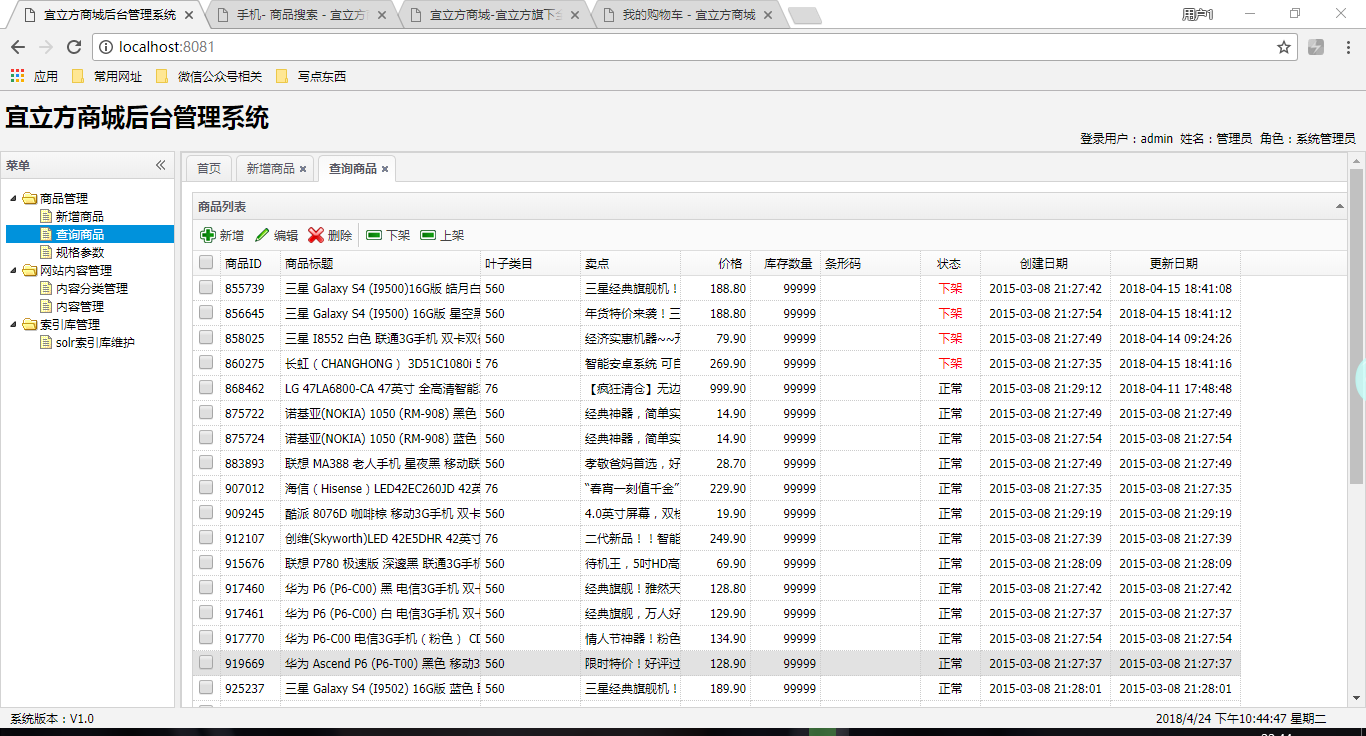 宜立方商城后台管理系统
手机- 商品搜索 - 宜立方
宜立方商城-宜立方旗下
我的购物车 - 宜立方商城
用户1
localhost:8081
应用
常用网址
微信公众号相关
写点东西
宜立方商城后台管理系统
登录用户：admin 姓名：管理员 角色：系统管理员
菜单
商品管理
新增商品
查询商品
规格参数
网站内容管理
内容分类管理
内容管理
索引库管理
solr索引库维护
首页
新增商品
查询商品
商品列表
新增 编辑 删除 下架 上架
商品ID 商品标题 叶子类目 卖点 价格 库存数量 条形码 状态 创建日期 更新日期
855739 三星 Galaxy S4 (I9500)16G版 皓月白 560 三星经典旗舰机！ 188.80 99999 下架 2015-03-08 21:27:42 2018-04-15 18:41:08
856645 三星 Galaxy S4 (I9500) 16G版 星空黑 560 年货特价来袭！三 188.80 99999 下架 2015-03-08 21:27:54 2018-04-15 18:41:12
858025 三星 I8552 白色 联通3G手机 双卡双 560 经济实惠机器~~ 79.90 99999 下架 2015-03-08 21:27:49 2018-04-14 09:24:26
860275 长虹（CHANGHONG） 3D51C1080i 76 智能安卓系统 可自 269.90 99999 下架 2015-03-08 21:27:35 2018-04-15 18:41:16
868462 LG 47LA6800-CA 47英寸 全高清智能 76 【疯狂清仓】无边 999.90 99999 正常 2015-03-08 21:29:12 2018-04-11 17:48:48
875722 诺基亚(NOKIA) 1050 (RM-908) 黑色 560 经典神器，简单实 14.90 99999 正常 2015-03-08 21:27:49 2015-03-08 21:27:49
875724 诺基亚(NOKIA) 1050 (RM-908) 蓝色 560 经典神器，简单实 14.90 99999 正常 2015-03-08 21:27:54 2015-03-08 21:27:54
883893 联想 MA388 老人手机 星夜黑 移动联 560 孝敬爸妈首选，好 28.70 99999 正常 2015-03-08 21:27:49 2015-03-08 21:27:49
907012 海信（Hisense）LED42EC260JD 42英 76 “春宵一刻值千金” 229.90 99999 正常 2015-03-08 21:27:35 2015-03-08 21:27:35
909245 酷派 8076D 咖啡棕 移动3G手机 双卡 560 4.0英寸屏幕，双核 19.90 99999 正常 2015-03-08 21:29:19 2015-03-08 21:29:19
912107 创维(Skyworth)LED 42E5DHR 42英寸 76 二代新品！！智能 249.90 99999 正常 2015-03-08 21:27:39 2015-03-08 21:27:39
915676 联想 P780 极速版 深邃黑 联通3G手机 560 待机王，5吋HD高 69.90 99999 正常 2015-03-08 21:28:09 2015-03-08 21:28:09
917460 华为 P6 (P6-C00) 黑 电信3G手机 双卡 560 经典旗舰！雅然天 128.80 99999 正常 2015-03-08 21:27:42 2015-03-08 21:27:42
917461 华为 P6 (P6-C00) 白 电信3G手机 双卡 560 经典旗舰，万人好 129.90 99999 正常 2015-03-08 21:27:37 2015-03-08 21:27:37
917770 华为 P6-C00 电信3G手机（粉色） CD 560 情人节神器！粉色 134.90 99999 正常 2015-03-08 21:27:54 2015-03-08 21:27:54
919669 华为 Ascend P6 (P6-T00) 黑色 移动3 560 限时特价！好评过 128.90 99999 正常 2015-03-08 21:27:37 2015-03-08 21:27:37
925237 三星 Galaxy S4 (I9502) 16G版 蓝色 560 三星经典旗舰机！ 189.90 99999 正常 2015-03-08 21:28:01 2015-03-08 21:28:01
系统版本：V1.0
2018/4/24 下午10:44:47 星期二